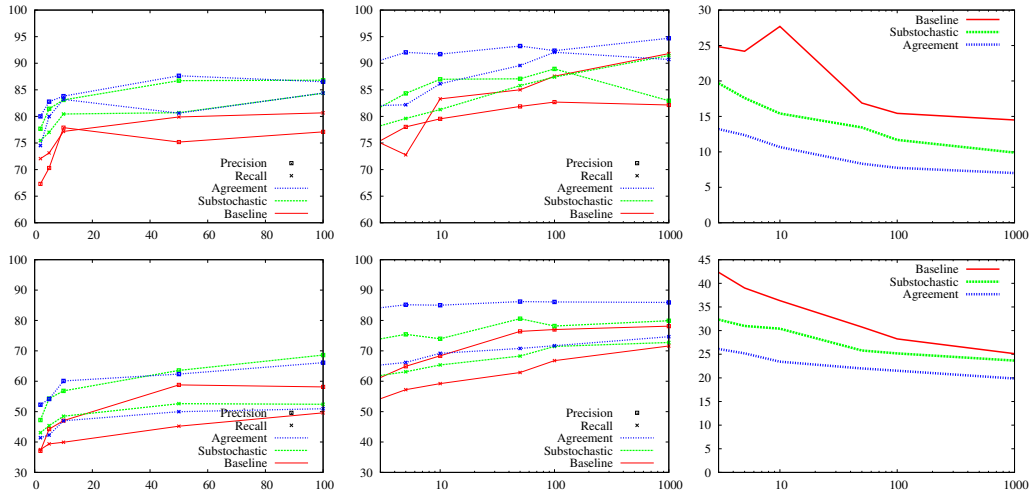 100
95
90
85
80
75
70
65
60
0 20 40 60 80 100
Precision
Recall
Agreement
Substochastic
Baseline
100
95
90
85
80
75
70
65
60
10 100 1000
Precision
Recall
Agreement
Substochastic
Baseline
30
25
20
15
10
5
0
10 100 1000
Baseline
Substochastic
Agreement
100
90
80
70
60
50
40
30
0 20 40 60 80 100
Precision
Recall
Agreement
Substochastic
Baseline
100
90
80
70
60
50
40
30
10 100 1000
Precision
Recall
Agreement
Substochastic
Baseline
45
40
35
30
25
20
15
10
5
0
10 100 1000
Baseline
Substochastic
Agreement